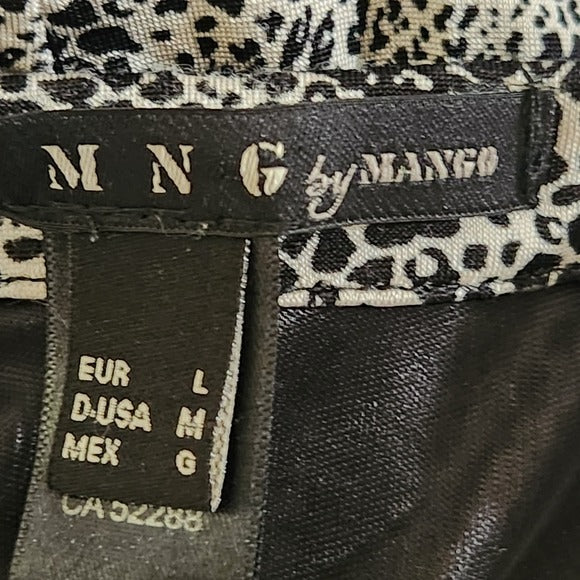 M N G by MANGO
EUR L
D-USA M
MEX G
CA 52288